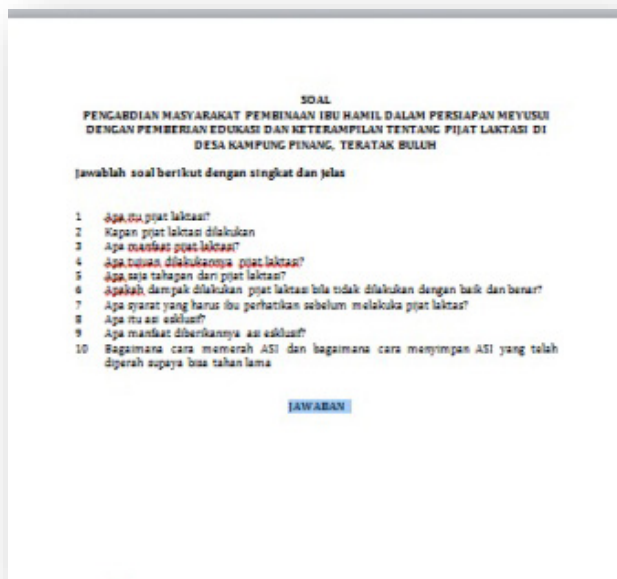 SOAL
PENGABDIAN MASYARAKAT PEMBINAAN IBU HAMIL DALAM PERSIAPAN MEYUSUI
DENGAN PEMBERIAN EDUKASI DAN KETERAMPILAN TENTANG PIJAT LAKTASI DI
DESA KAMPUNG PINANG, TERATAK BULUH
Jawablah soal berikut dengan singkat dan jelas
1 Apa itu pijat laktasi?
2 Kapan pijat laktasi dilakukan
3 Apa manfaat pijat laktasi?
4 Apa tujuan dilakukannya pijat laktasi?
5 Apa saja tahapan dari pijat laktasi?
6 Apakah dampak dilakukan pijat laktasi bila tidak dilakukan dengan baik dan benar?
7 Apa syarat yang harus ibu perhatikan sebelum melakuka pijat laktas?
8 Apa itu asi esklusif?
9 Apa manfaat diberikannya asi esklusif?
10 Bagaimana cara memerah ASI dan bagaimana cara menyimpan ASI yang telah
diperah supaya bisa tahan lama
JAWABAN